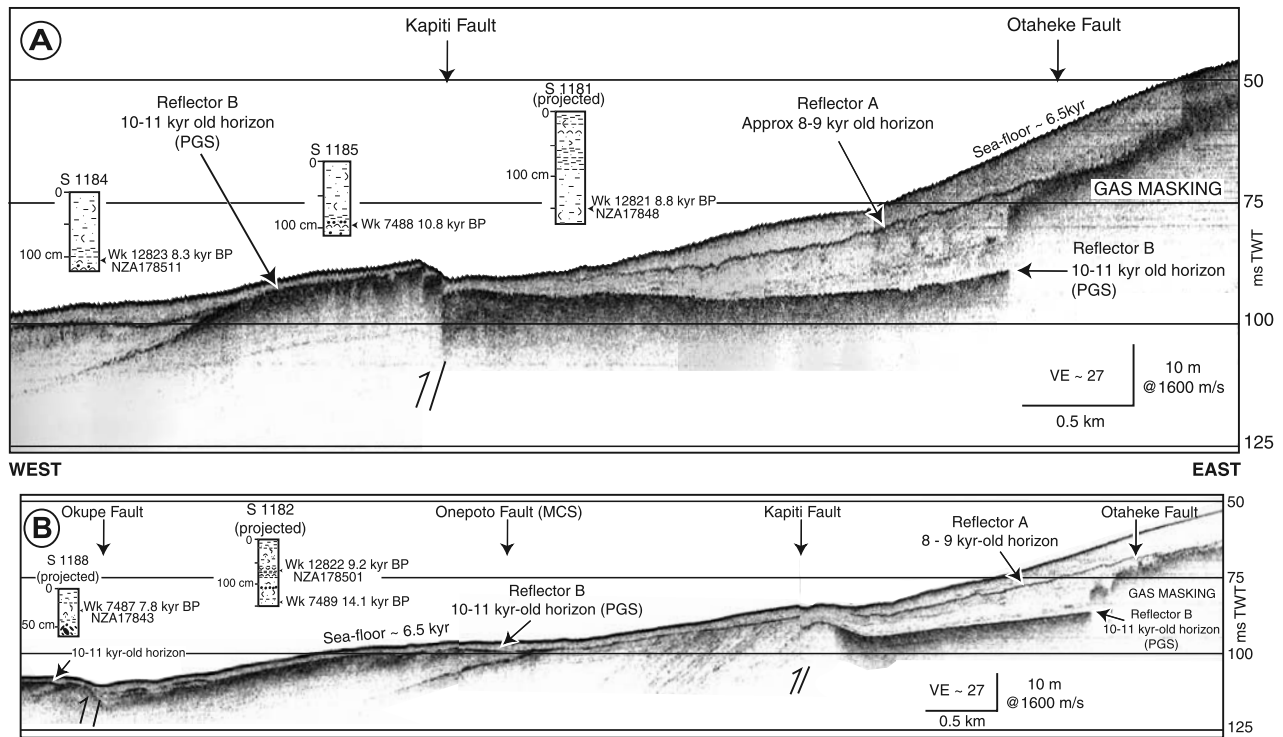 A
Kapiti Fault
Otaheke Fault
50
Reflector B
10-11 kyr old horizon
(PGS)
S 1181
(projected)
0
100 cm
Wk 12821 8.8 kyr BP
NZA17848
Reflector A
Approx 8-9 kyr old horizon
Sea-floor ~ 6.5kyr
S 1185
0
100 cm
Wk 7488 10.8 kyr BP
S 1184
0
100 cm
Wk 12823 8.3 kyr BP
NZA178511
GAS MASKING
75
Reflector B
10-11 kyr old horizon
(PGS)
ms TWT
100
VE ~ 27
10 m
@1600 m/s
0.5 km
125
WEST
EAST
B
Okupe Fault
S 1182
(projected)
0
100 cm
Wk 12822 9.2 kyr BP
NZA178501
Wk 7489 14.1 kyr BP
Onepoto Fault (MCS)
Kapiti Fault
Reflector A
8 - 9 kyr-old horizon
Otaheke Fault
50
S 1188
(projected)
0
50 cm
Wk 7487 7.8 kyr BP
NZA17843
75
Reflector B
10-11 kyr-old horizon (PGS)
GAS MASKING
Sea-floor ~ 6.5 kyr
Reflector B
10-11 kyr-old horizon
(PGS)
ms TWT
10-11 kyr-old horizon
100
VE ~ 27
10 m
@1600 m/s
0.5 km
125